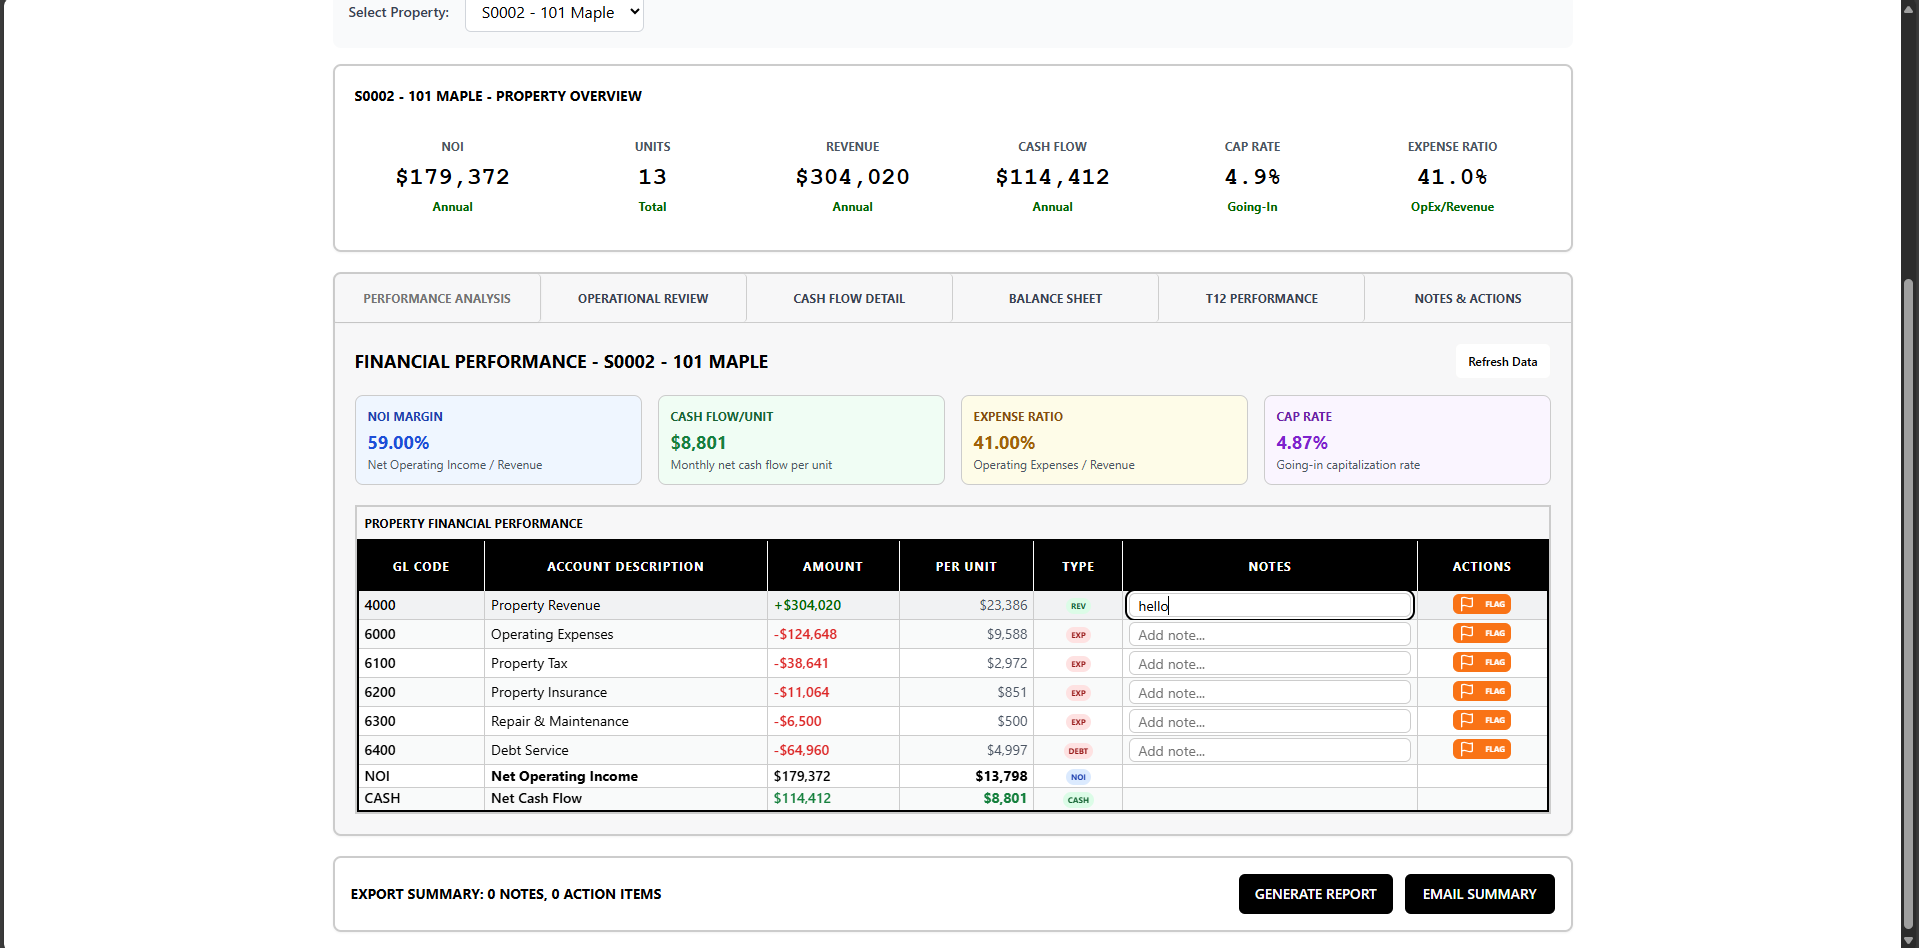 Select Property: S0002 - 101 Maple
S0002 - 101 MAPLE - PROPERTY OVERVIEW
NOI UNITS REVENUE CASH FLOW CAP RATE EXPENSE RATIO
$179,372 13 $304,020 $114,412 4.9% 41.0%
Annual Total Annual Annual Going-In OpEx/Revenue
PERFORMANCE ANALYSIS OPERATIONAL REVIEW CASH FLOW DETAIL BALANCE SHEET T12 PERFORMANCE NOTES & ACTIONS
FINANCIAL PERFORMANCE - S0002 - 101 MAPLE Refresh Data
NOI MARGIN CASH FLOW/UNIT EXPENSE RATIO CAP RATE
59.00% $8,801 41.00% 4.87%
Net Operating Income / Revenue Monthly net cash flow per unit Operating Expenses / Revenue Going-in capitalization rate
PROPERTY FINANCIAL PERFORMANCE
GL CODE ACCOUNT DESCRIPTION AMOUNT PER UNIT TYPE NOTES ACTIONS
4000 Property Revenue +$304,020 $23,386 REV hello FLAG
6000 Operating Expenses -$124,648 $9,588 EXP Add note... FLAG
6100 Property Tax -$38,641 $2,972 EXP Add note... FLAG
6200 Property Insurance -$11,064 $851 EXP Add note... FLAG
6300 Repair & Maintenance -$6,500 $500 EXP Add note... FLAG
6400 Debt Service -$64,960 $4,997 DEBT Add note... FLAG
NOI Net Operating Income $179,372 $13,798 NOI
CASH Net Cash Flow $114,412 $8,801 CASH
EXPORT SUMMARY: 0 NOTES, 0 ACTION ITEMS GENERATE REPORT EMAIL SUMMARY